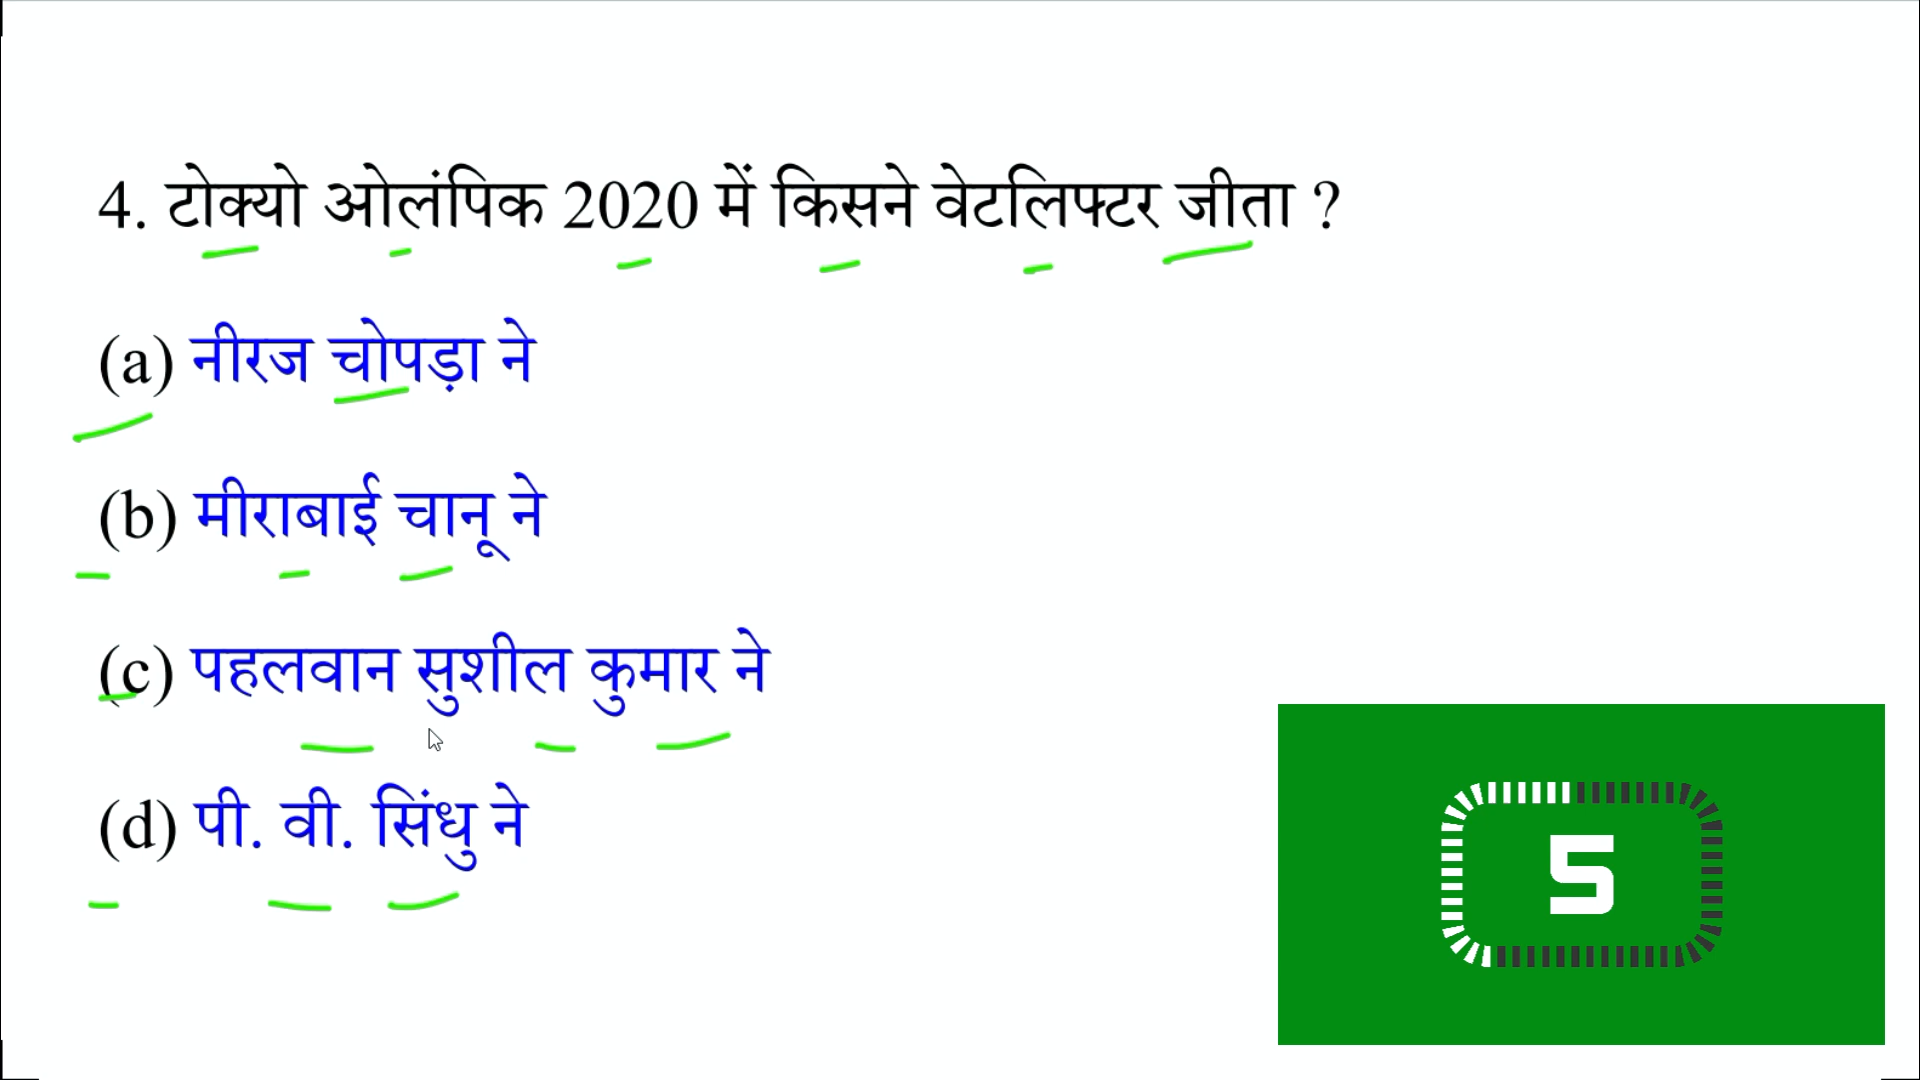 4. टोक्यो ओलंपिक 2020 में किसने वेटलिफ्टर जीता ?
(a) नीरज चोपड़ा ने
(b) मीराबाई चानू ने
(c) पहलवान सुशील कुमार ने
(d) पी. वी. सिंधु ने
5